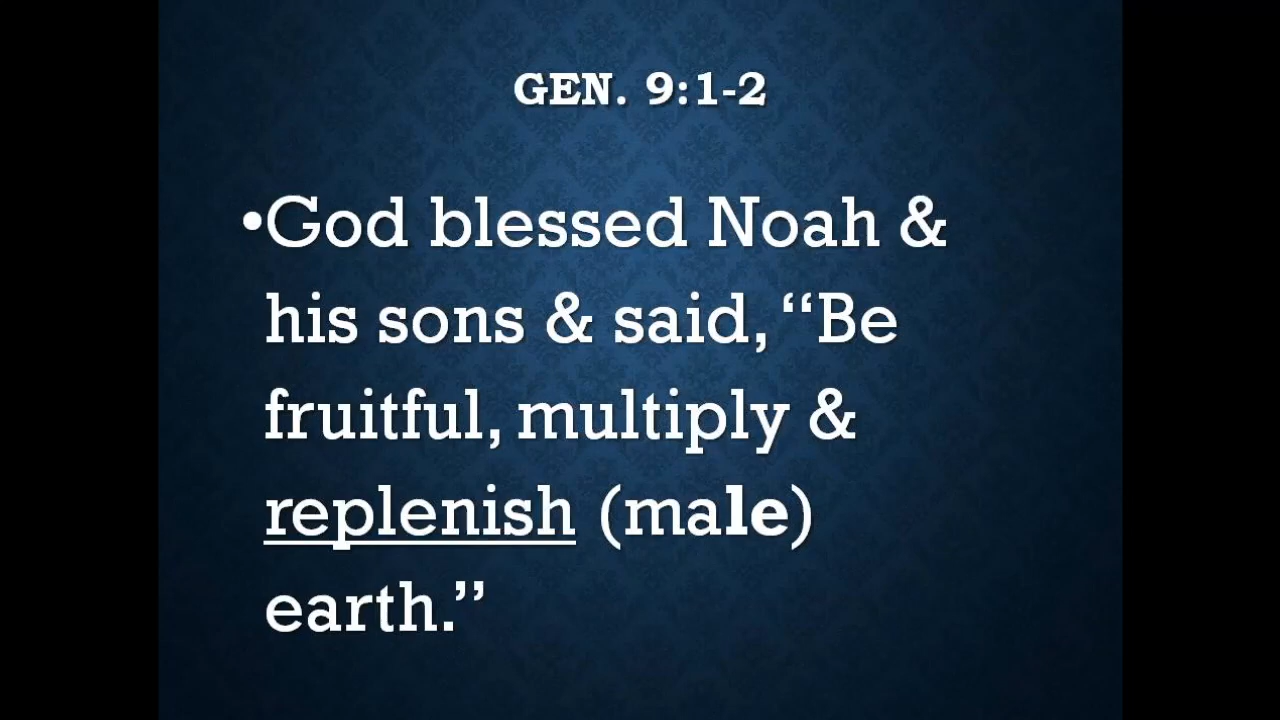 GEN. 9:1-2
•God blessed Noah &
his sons & said, “Be
fruitful, multiply &
replenish (male)
earth.”